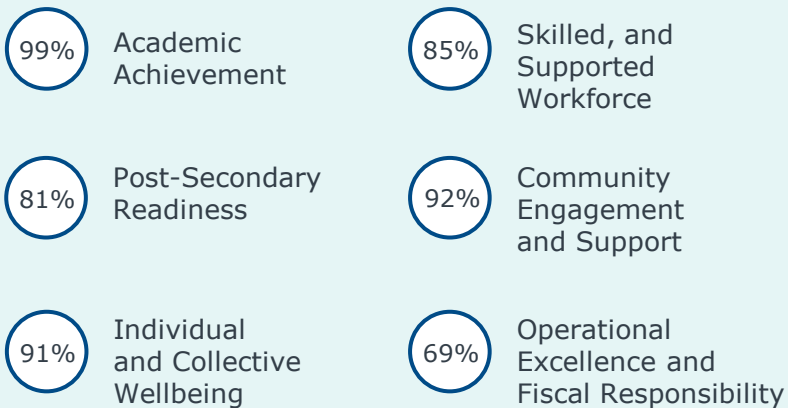 99%
Academic
Achievement
85%
Skilled, and
Supported
Workforce
81%
Post-Secondary
Readiness
92%
Community
Engagement
and Support
91%
Individual
and Collective
Wellbeing
69%
Operational
Excellence and
Fiscal Responsibility